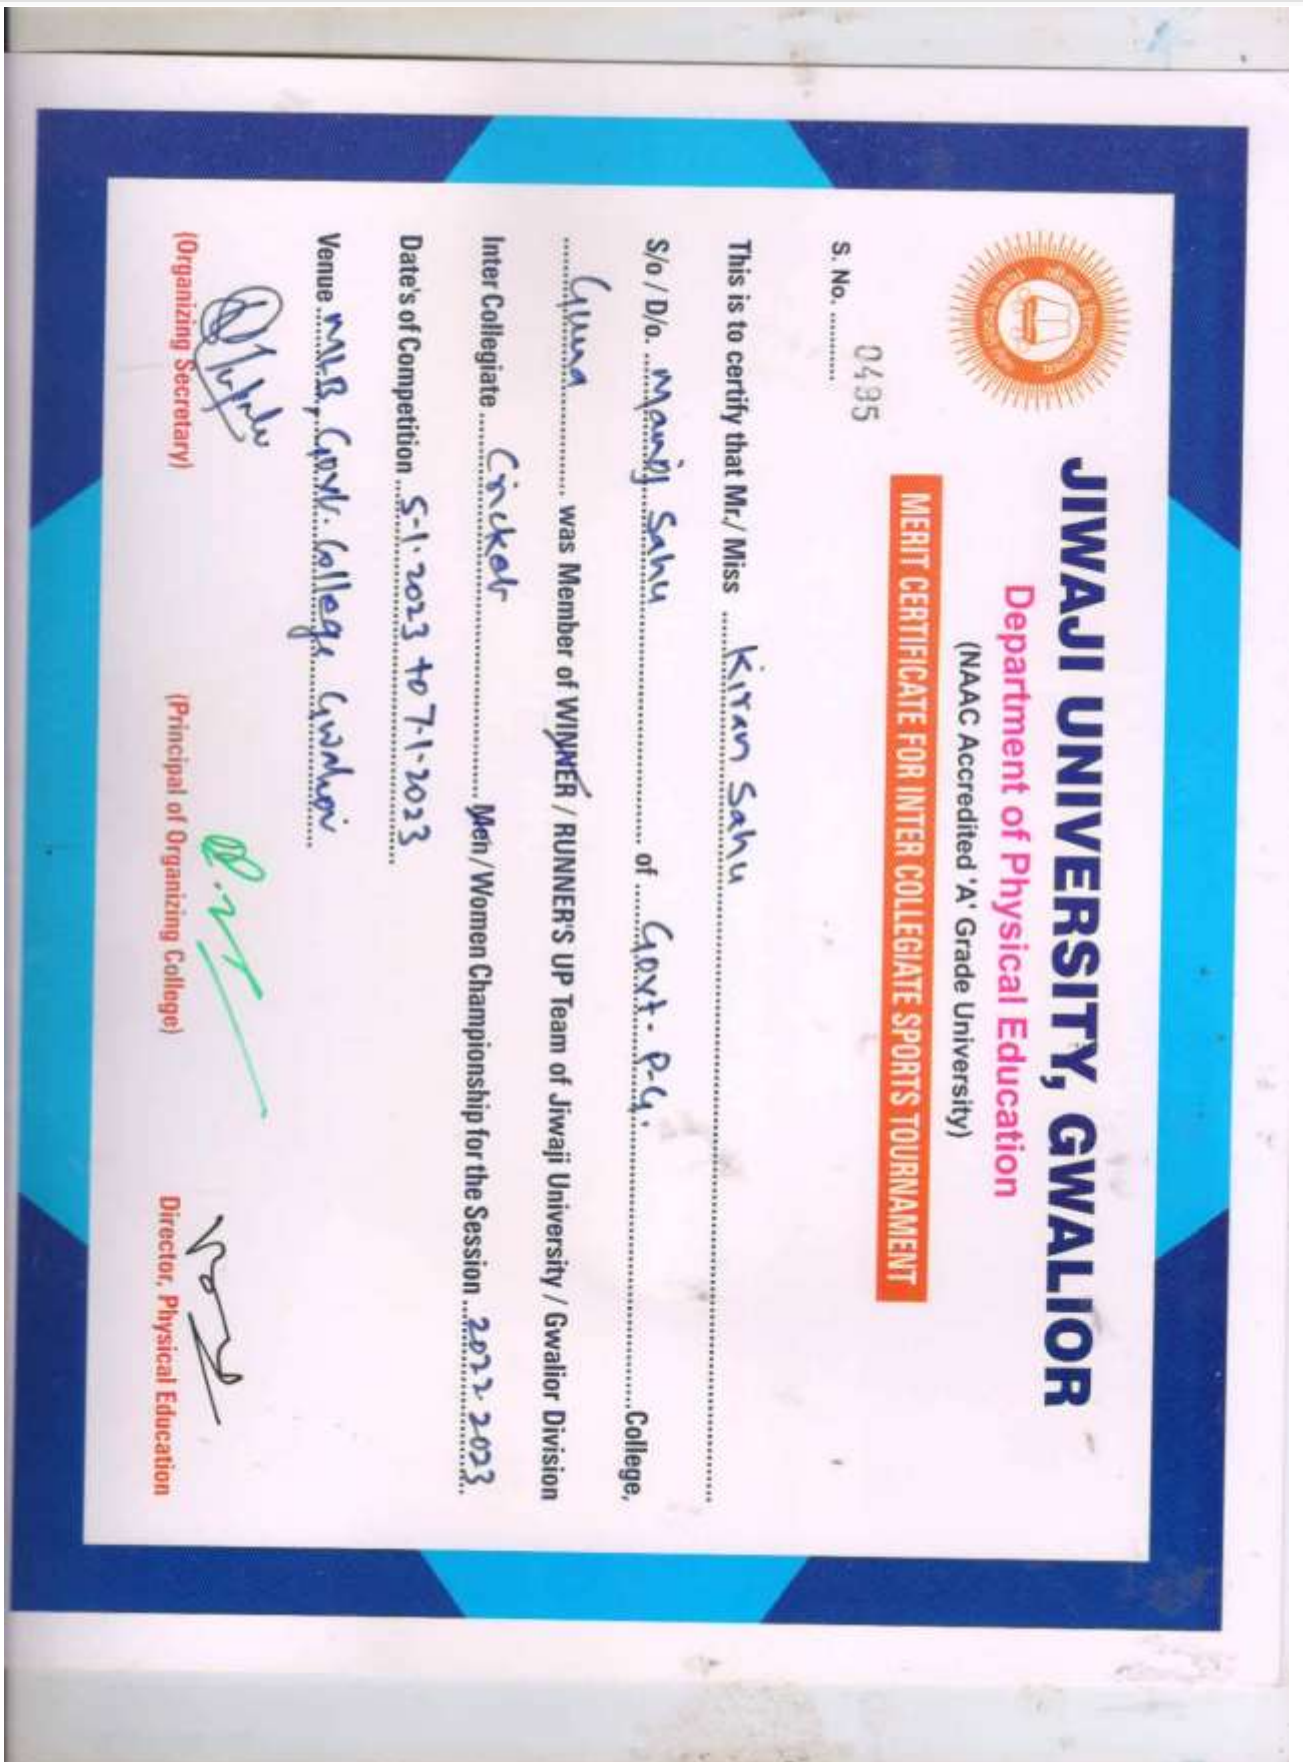 JIWAJI UNIVERSITY, GWALIOR
Department of Physical Education
(NAAC Accredited 'A' Grade University)
MERIT CERTIFICATE FOR INTER COLLEGIATE SPORTS TOURNAMENT
S. No. .......... 0495
This is to certify that Mr./ Miss Kiran Sahu
S/o / D/o. Manoj Sahu of Govt. P.G. College,
Guna was Member of WINNER / RUNNER'S UP Team of Jiwaji University / Gwalior Division
Inter Collegiate Cricket Men / Women Championship for the Session 2022 2023
Date's of Competition 5-1-2023 to 7-1-2023
Venue MLB, Govt. College Gwalior
(Organizing Secretary) (Principal of Organizing College) Director, Physical Education